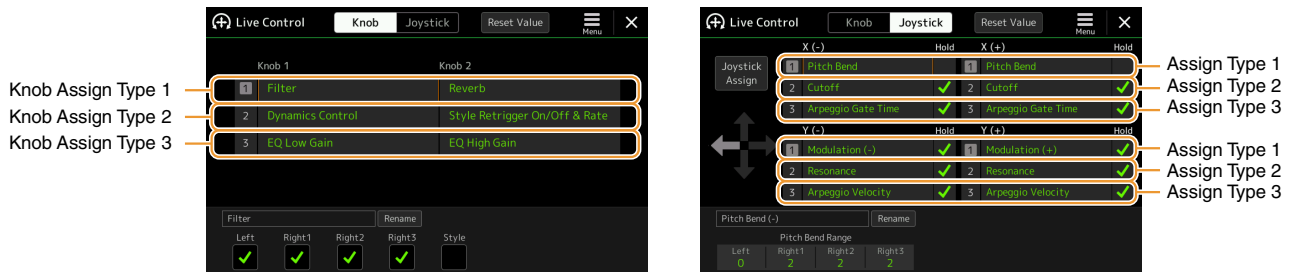 Live Control Knob Joystick Reset Value Menu
Knob 1 Knob 2
Knob Assign Type 1 1 Filter Reverb
Knob Assign Type 2 2 Dynamics Control Style Retrigger On/Off & Rate
Knob Assign Type 3 3 EQ Low Gain EQ High Gain
Filter Rename
Left Right1 Right2 Right3 Style
Live Control Knob Joystick Reset Value Menu
X (-) Hold X (+) Hold
Joystick Assign
1 Pitch Bend 1 Pitch Bend Assign Type 1
2 Cutoff 2 Cutoff Assign Type 2
3 Arpeggio Gate Time 3 Arpeggio Gate Time Assign Type 3
Y (-) Hold Y (+) Hold
1 Modulation (-) 1 Modulation (+) Assign Type 1
2 Resonance 2 Resonance Assign Type 2
3 Arpeggio Velocity 3 Arpeggio Velocity Assign Type 3
Pitch Bend (-) Rename
Pitch Bend Range
Left Right1 Right2 Right3
0 2 2 2